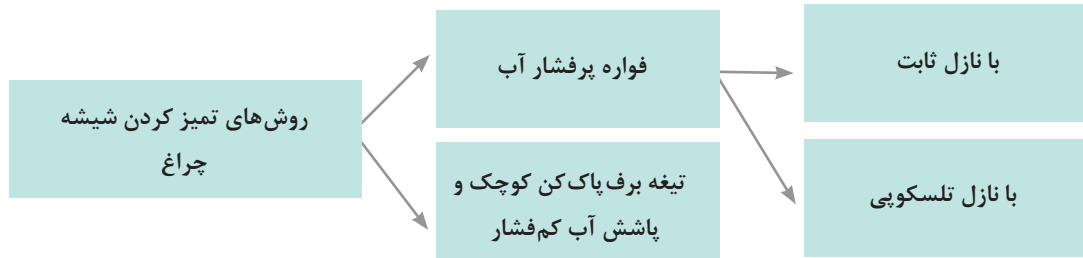 روش‌های تمیز کردن شیشه
چراغ
فواره پرفشار آب
تیغه برف‌پاک‌کن کوچک و
پاشش آب کم‌فشار
با نازل ثابت
با نازل تلسکوپی